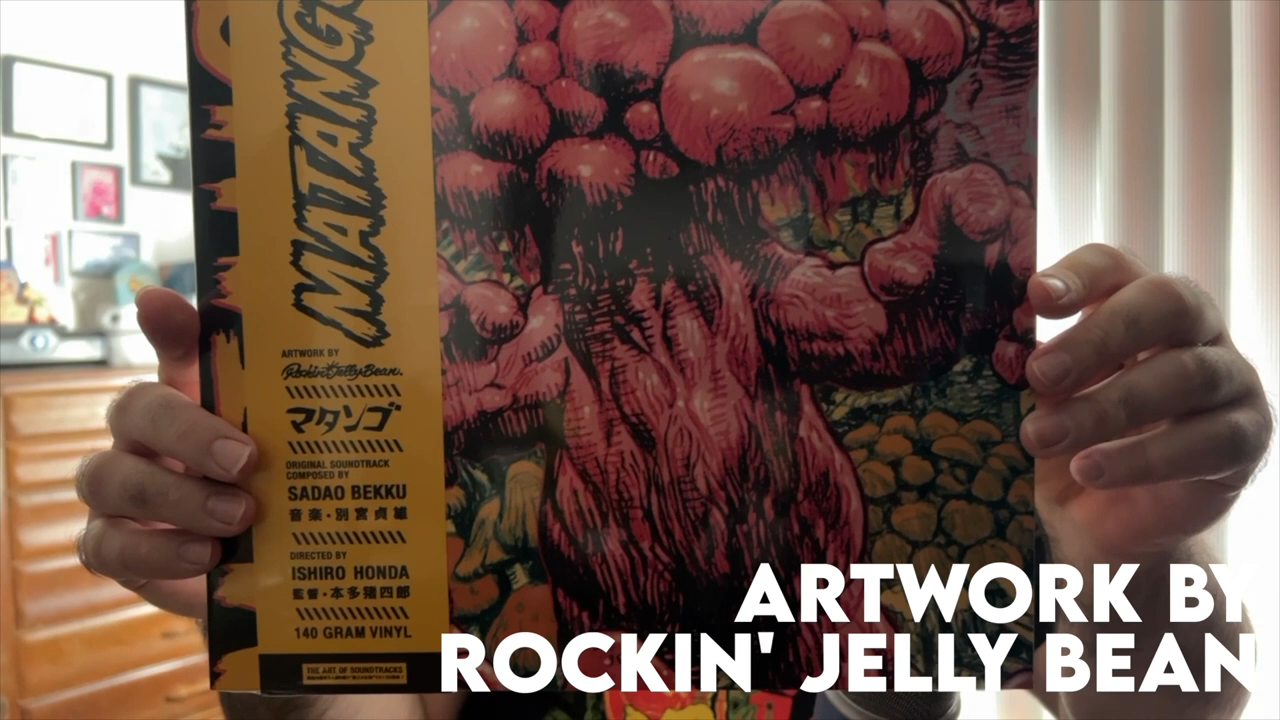 MATANGO
ARTWORK BY
Rockin'JellyBean.
マタンゴ
ORIGINAL SOUNDTRACK
COMPOSED BY
SADAO BEKKU
音楽・別宮貞雄
DIRECTED BY
ISHIRO HONDA
監督・本多猪四郎
140 GRAM VINYL
THE ART OF SOUNDTRACKS
ARTWORK BY
ROCKIN' JELLY BEAN